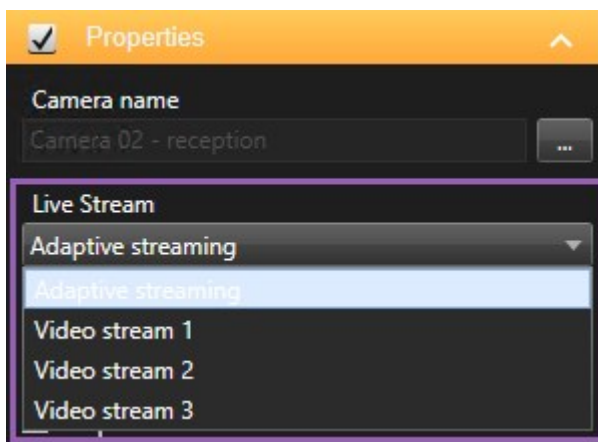 Properties
Camera name
Camera 02 - reception
...
Live Stream
Adaptive streaming
Adaptive streaming
Video stream 1
Video stream 2
Video stream 3